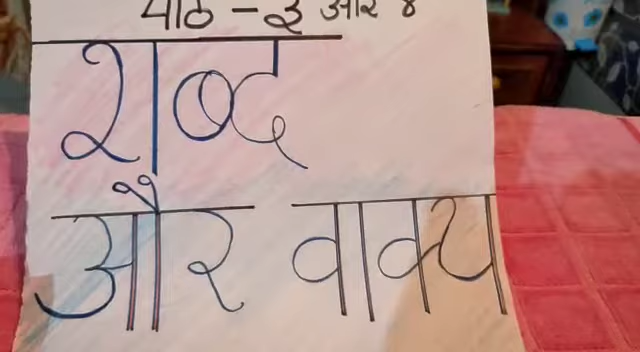 पाठ - ३ और ४
शब्द
और वाक्य